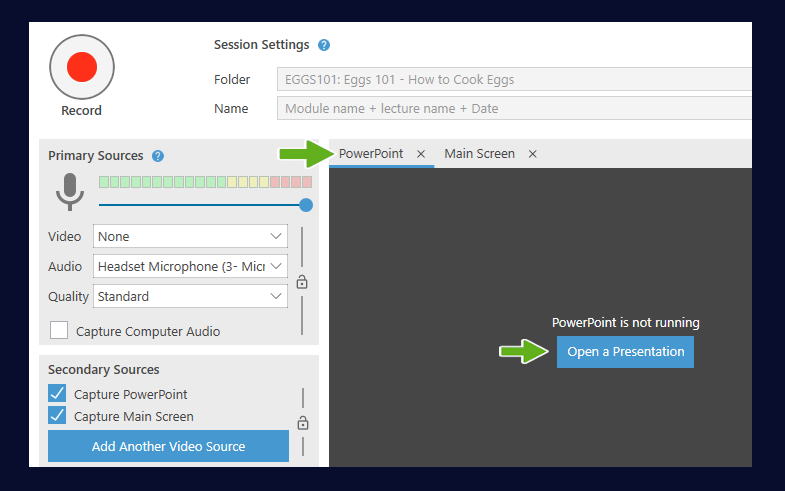 Session Settings ?
Record
Folder EGGS101: Eggs 101 - How to Cook Eggs
Name Module name + lecture name + Date
Primary Sources ?
Video None
Audio Headset Microphone (3- Micr
Quality Standard
Capture Computer Audio
Secondary Sources
Capture PowerPoint
Capture Main Screen
Add Another Video Source
PowerPoint × Main Screen ×
PowerPoint is not running
Open a Presentation